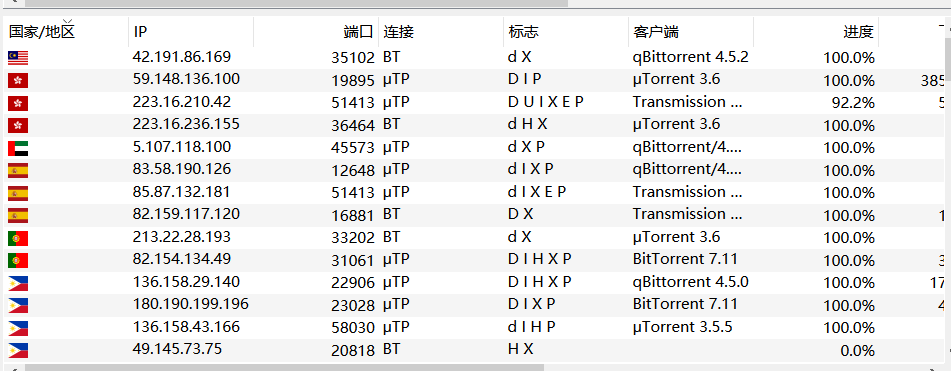 国家/地区 IP 端口 连接 标志 客户端 进度
42.191.86.169 35102 BT d X qBittorrent 4.5.2 100.0%
59.148.136.100 19895 μTP D I P μTorrent 3.6 100.0% 385
223.16.210.42 51413 μTP D U I X E P Transmission ... 92.2% 5
223.16.236.155 36464 BT d H X μTorrent 3.6 100.0%
5.107.118.100 45573 μTP d X P qBittorrent/4.... 100.0%
83.58.190.126 12648 μTP d I X P qBittorrent/4.... 100.0%
85.87.132.181 51413 μTP d I X E P Transmission ... 100.0%
82.159.117.120 16881 BT D X Transmission ... 100.0% 1
213.22.28.193 33202 BT d X μTorrent 3.6 100.0%
82.154.134.49 31061 μTP D I H X P BitTorrent 7.11 100.0% 3
136.158.29.140 22906 μTP D I H X P qBittorrent 4.5.0 100.0% 17
180.190.199.196 23028 μTP D I X P BitTorrent 7.11 100.0% 4
136.158.43.166 58030 μTP d I H P μTorrent 3.5.5 100.0%
49.145.73.75 20818 BT H X 0.0%